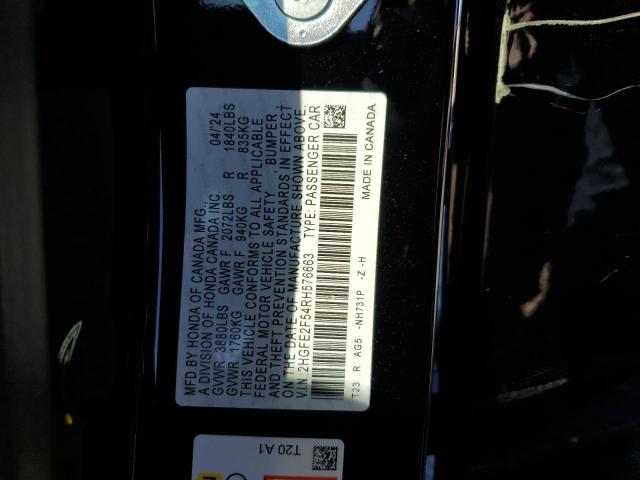 MFD.BY HONDA OF CANADA MFG. 04/24
A DIVISION OF HONDA CANADA INC.
GVWR 3880LBS GAWR F 2072LBS R 1840LBS
GVWR 1760KG GAWR F 940KG R 835KG
THIS VEHICLE CONFORMS TO ALL APPLICABLE
FEDERAL MOTOR VEHICLE SAFETY, BUMPER,
AND THEFT PREVENTION STANDARDS IN EFFECT
ON THE DATE OF MANUFACTURE SHOWN ABOVE.
V.I.N: 2HGFE2F54RH576663 TYPE: PASSENGER CAR
T23 R AG5 -NH731P -Z -H MADE IN CANADA
T20 A1